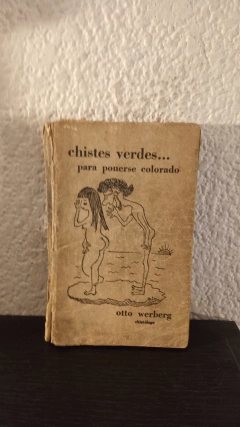 chistes verdes...
para ponerse colorado
otto werberg